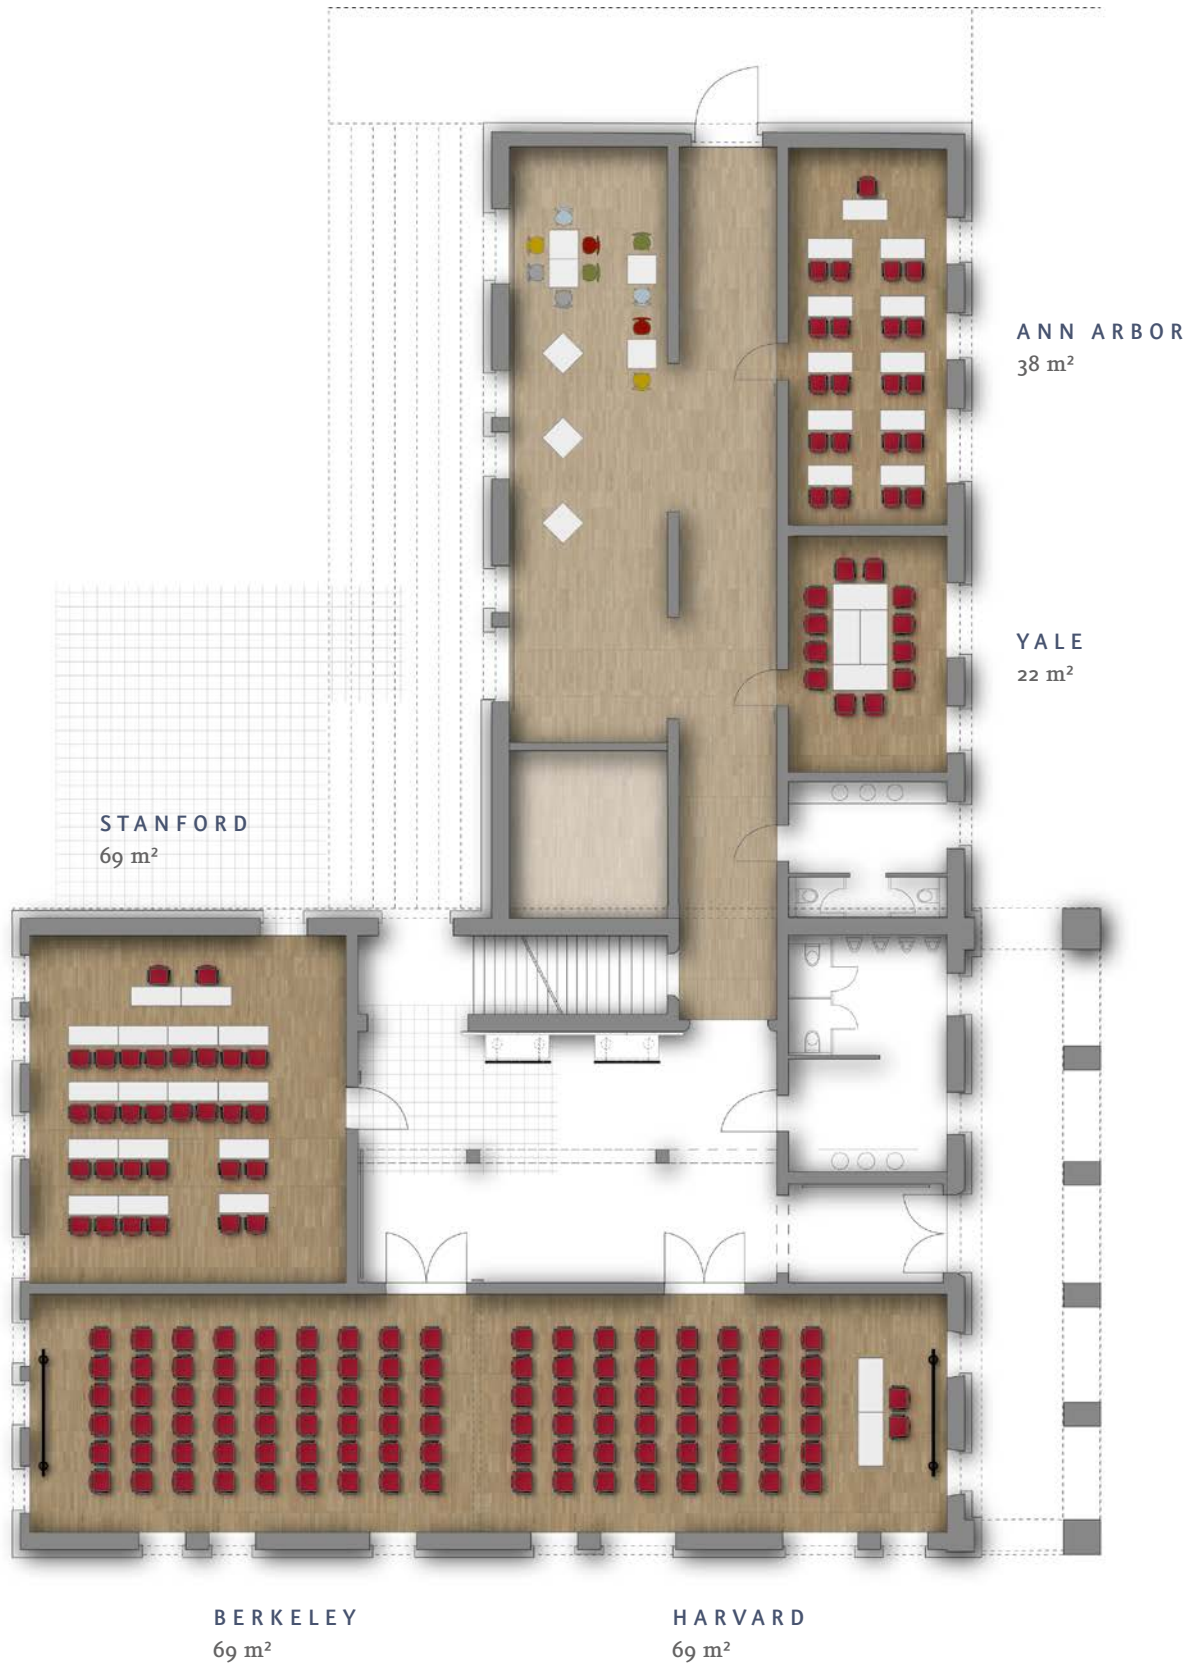 ANN ARBOR
38 m²
YALE
22 m²
STANFORD
69 m²
BERKELEY
69 m²
HARVARD
69 m²